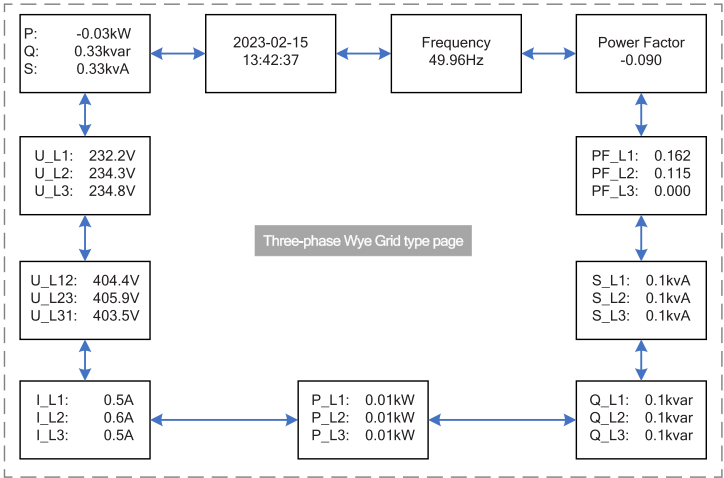 P: -0.03kW
Q: 0.33kvar
S: 0.33kvA
2023-02-15
13:42:37
Frequency
49.96Hz
Power Factor
-0.090
U_L1: 232.2V
U_L2: 234.3V
U_L3: 234.8V
PF_L1: 0.162
PF_L2: 0.115
PF_L3: 0.000
Three-phase Wye Grid type page
U_L12: 404.4V
U_L23: 405.9V
U_L31: 403.5V
S_L1: 0.1kvA
S_L2: 0.1kvA
S_L3: 0.1kvA
I_L1: 0.5A
I_L2: 0.6A
I_L3: 0.5A
P_L1: 0.01kW
P_L2: 0.01kW
P_L3: 0.01kW
Q_L1: 0.1kvar
Q_L2: 0.1kvar
Q_L3: 0.1kvar